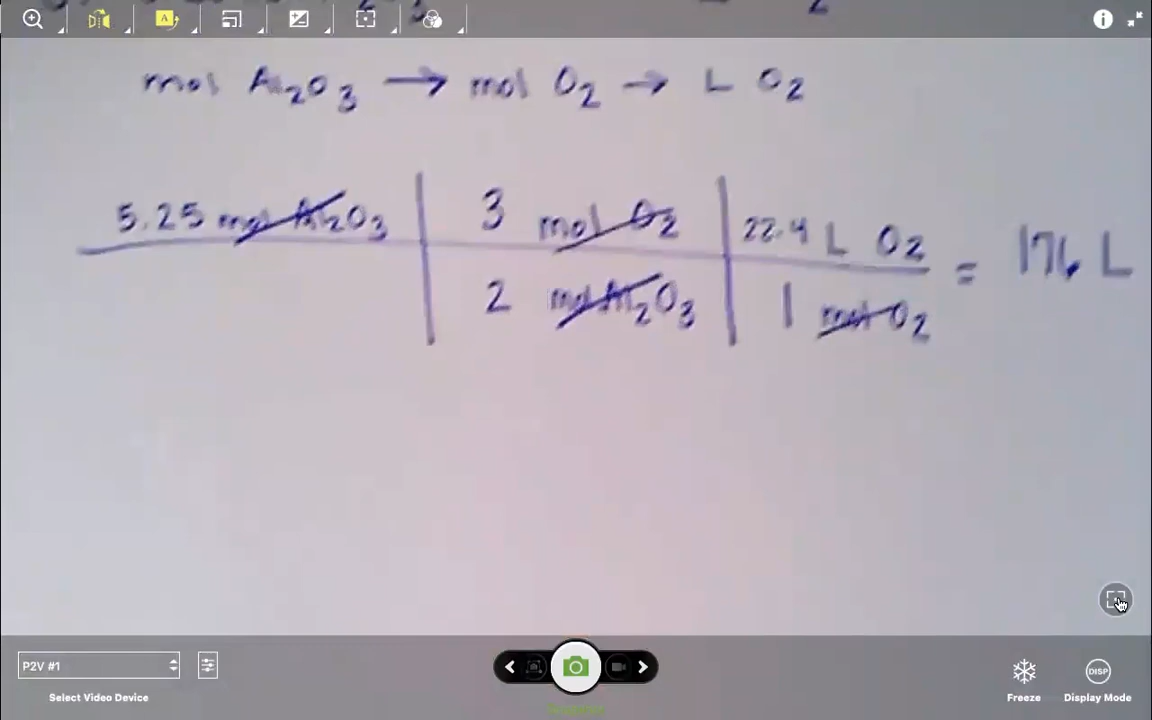 mol Al2O3 → mol O2 → L O2
5.25 mol Al2O3 | 3 mol O2 | 22.4 L O2 = 176 L
2 mol Al2O3 | 1 mol O2
P2V #1
Select Video Device
Freeze
DISP
Display Mode